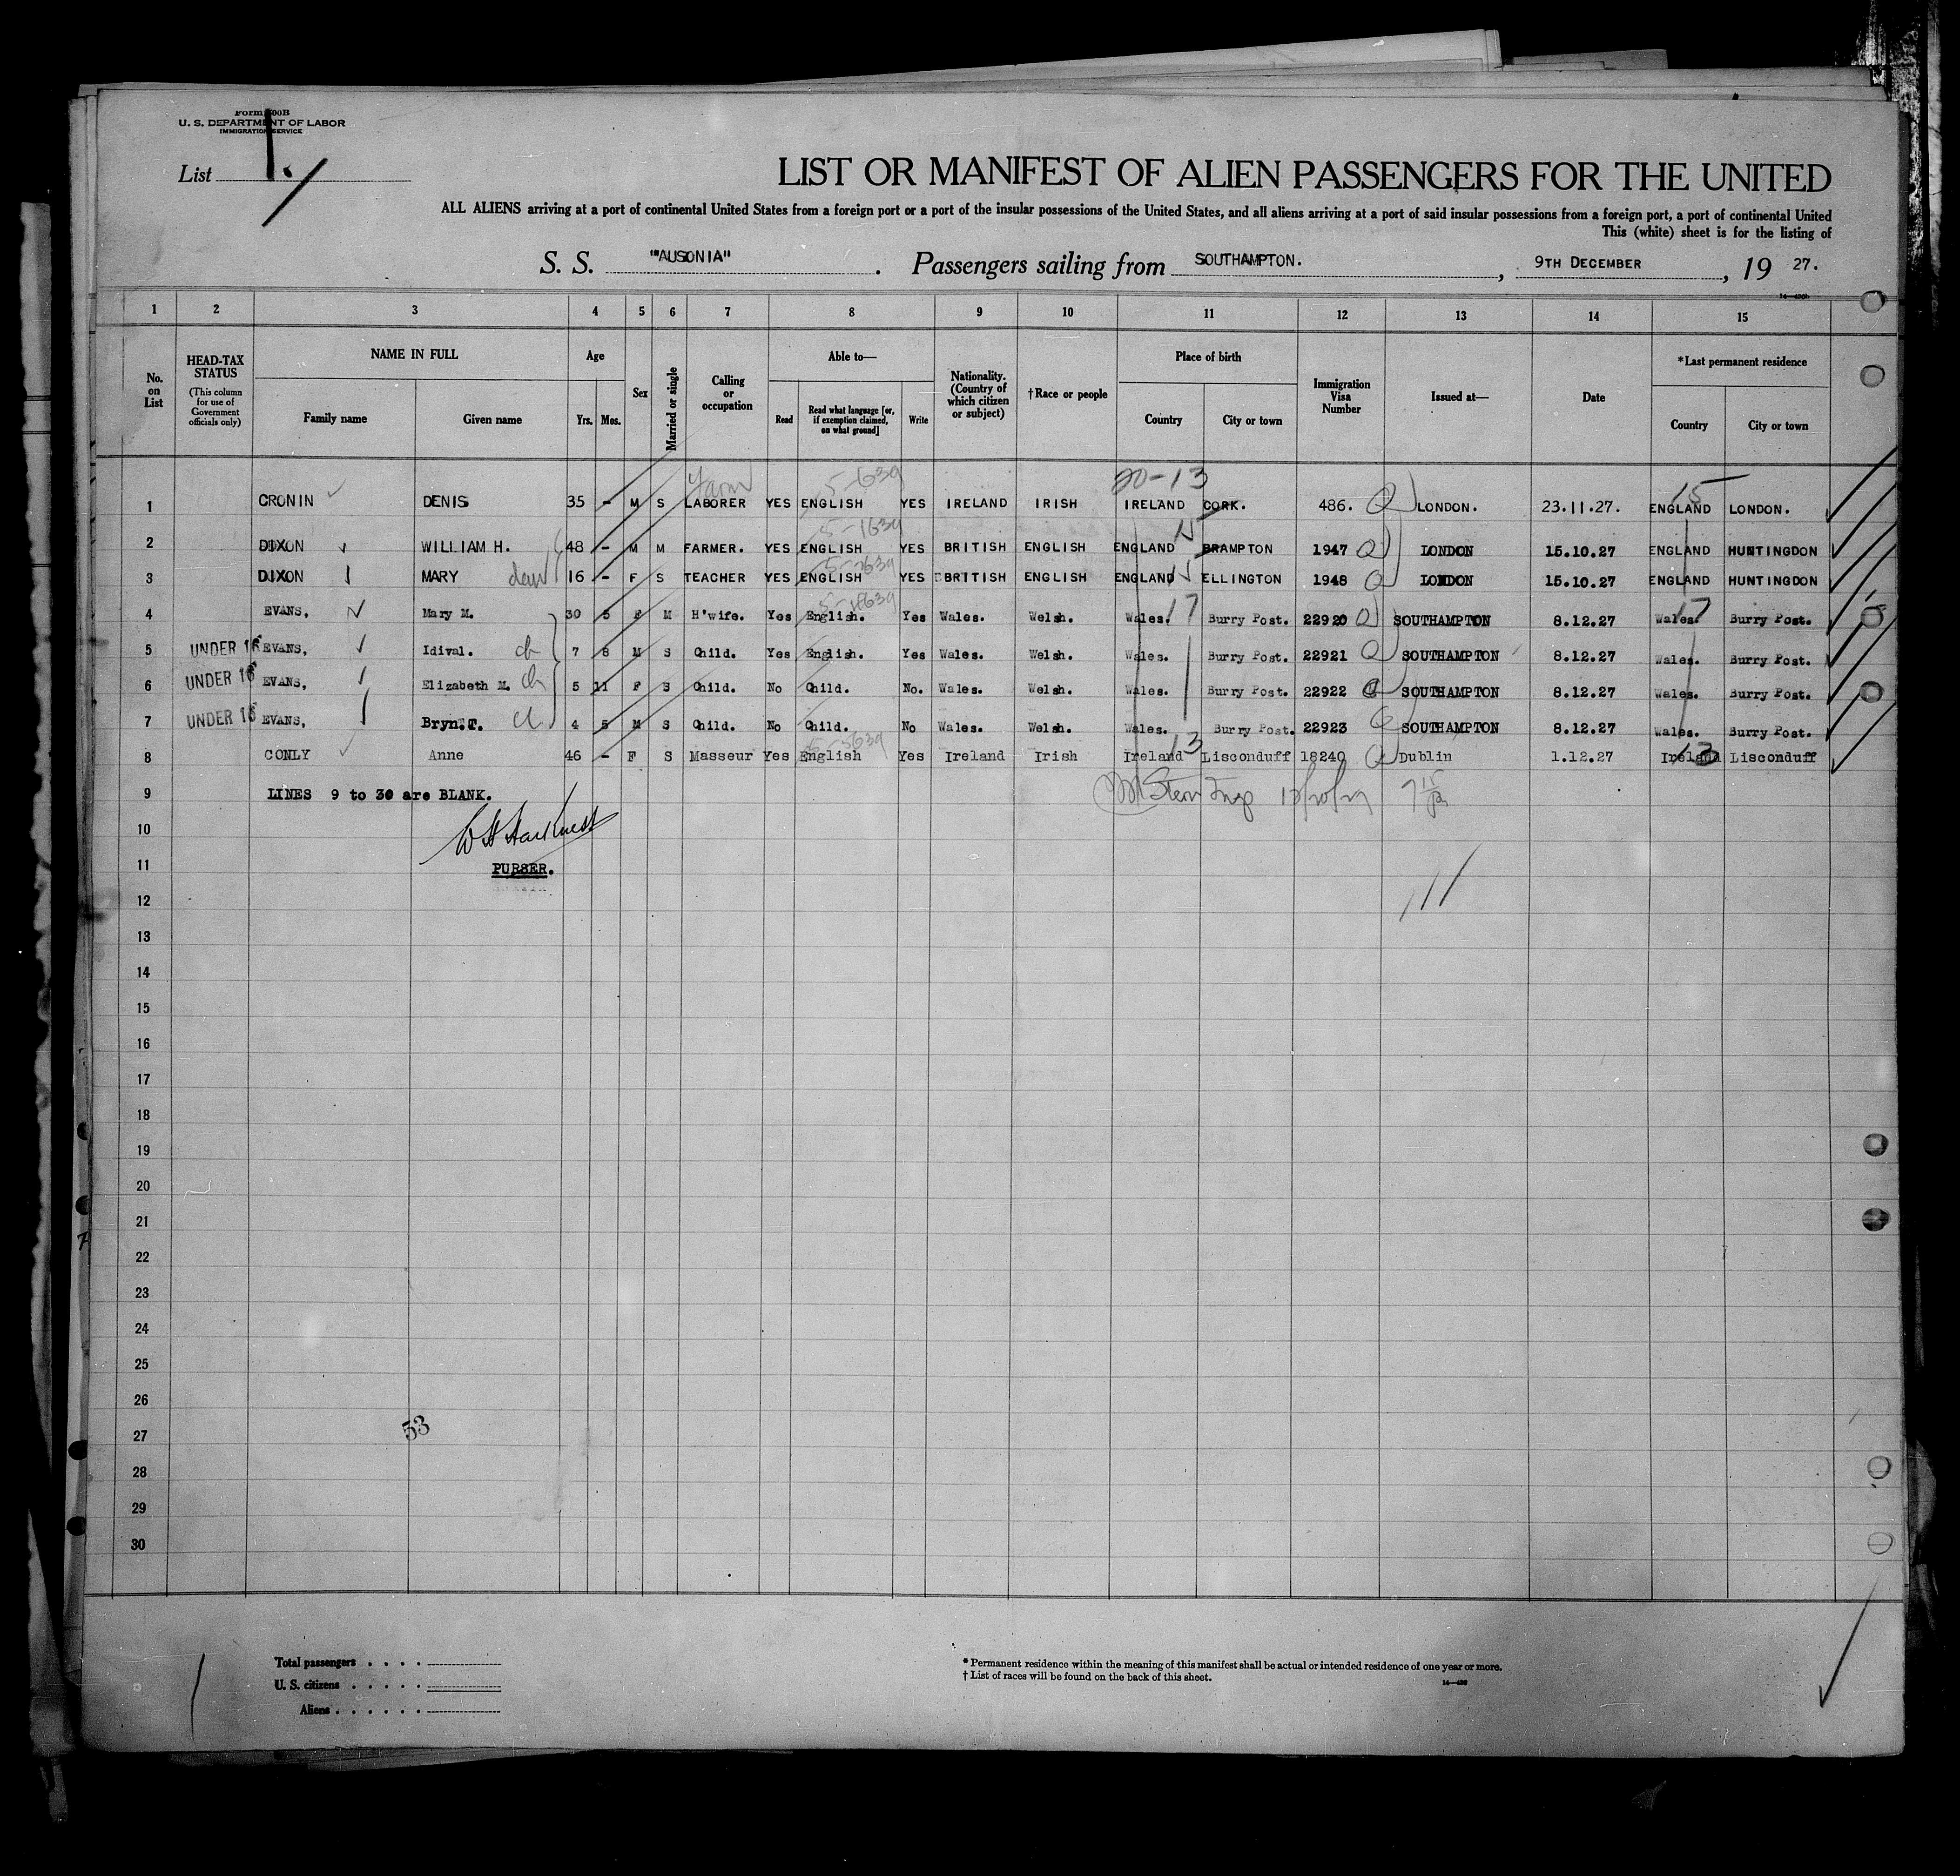 Form 500B
U. S. DEPARTMENT OF LABOR
IMMIGRATION SERVICE
List 1.
LIST OR MANIFEST OF ALIEN PASSENGERS FOR THE UNITED
ALL ALIENS arriving at a port of continental United States from a foreign port or a port of the insular possessions of the United States, and all aliens arriving at a port of said insular possessions from a foreign port, a port of continental United
This (white) sheet is for the listing of
S. S. "AUSONIA". Passengers sailing from SOUTHAMPTON., 9TH DECEMBER, 19 27.
1 2 3 4 5 6 7 8 9 10 11 12 13 14 15
No. on List
HEAD-TAX STATUS (This column for use of Government officials only)
NAME IN FULL Family name Given name
Age Yrs. Mos.
Sex
Married or single
Calling or occupation
Able to— Read Read what language [or, if exemption claimed, on what ground] Write
Nationality. (Country of which citizen or subject)
†Race or people
Place of birth Country City or town
Immigration Visa Number
Issued at—
Date
*Last permanent residence Country City or town
Farm 5-639 20-13 15
1 CRONIN DENIS 35 - M S LABORER YES ENGLISH YES IRELAND IRISH IRELAND CORK. 486. LONDON. 23.11.27. ENGLAND LONDON.
5-1639 15
2 DIXON WILLIAM H. 48 - M M FARMER. YES ENGLISH YES BRITISH ENGLISH ENGLAND BRAMPTON 1947 LONDON 15.10.27 ENGLAND HUNTINGDON
3 DIXON MARY 16 - F S TEACHER YES ENGLISH YES BRITISH ENGLISH ENGLAND ELLINGTON 1948 LONDON 15.10.27 ENGLAND HUNTINGDON
4 EVANS, Mary M. 30 5 F M H'wife. Yes English. Yes Wales. Welsh. Wales. 17 Burry Post. 22920 SOUTHAMPTON 8.12.27 Wales. 17 Burry Post.
5 UNDER 16 EVANS, Idival. ch 7 8 M S Child. Yes English. Yes Wales. Welsh. Wales. Burry Post. 22921 SOUTHAMPTON 8.12.27 Wales. Burry Post.
6 UNDER 16 EVANS, Elizabeth M. ch 5 11 F S Child. No Child. No. Wales. Welsh. Wales. Burry Post. 22922 SOUTHAMPTON 8.12.27 Wales. Burry Post.
7 UNDER 16 EVANS, Bryn.T. ch 4 5 M S Child. No Child. No Wales. Welsh. Wales. Burry Post. 22923 SOUTHAMPTON 8.12.27 Wales. Burry Post.
8 CONLY Anne 46 - F S Masseur Yes English Yes Ireland Irish Ireland 13 Lisconduff 18240 Dublin 1.12.27 Ireland 13 Lisconduff
9 LINES 9 to 30 are BLANK.
10
11 PURSER.
12
13
14
15
16
17
18
19
20
21
22
23
24
25
26
27 53
28
29
30
Total passengers
U. S. citizens
Aliens
* Permanent residence within the meaning of this manifest shall be actual or intended residence of one year or more.
† List of races will be found on the back of this sheet.